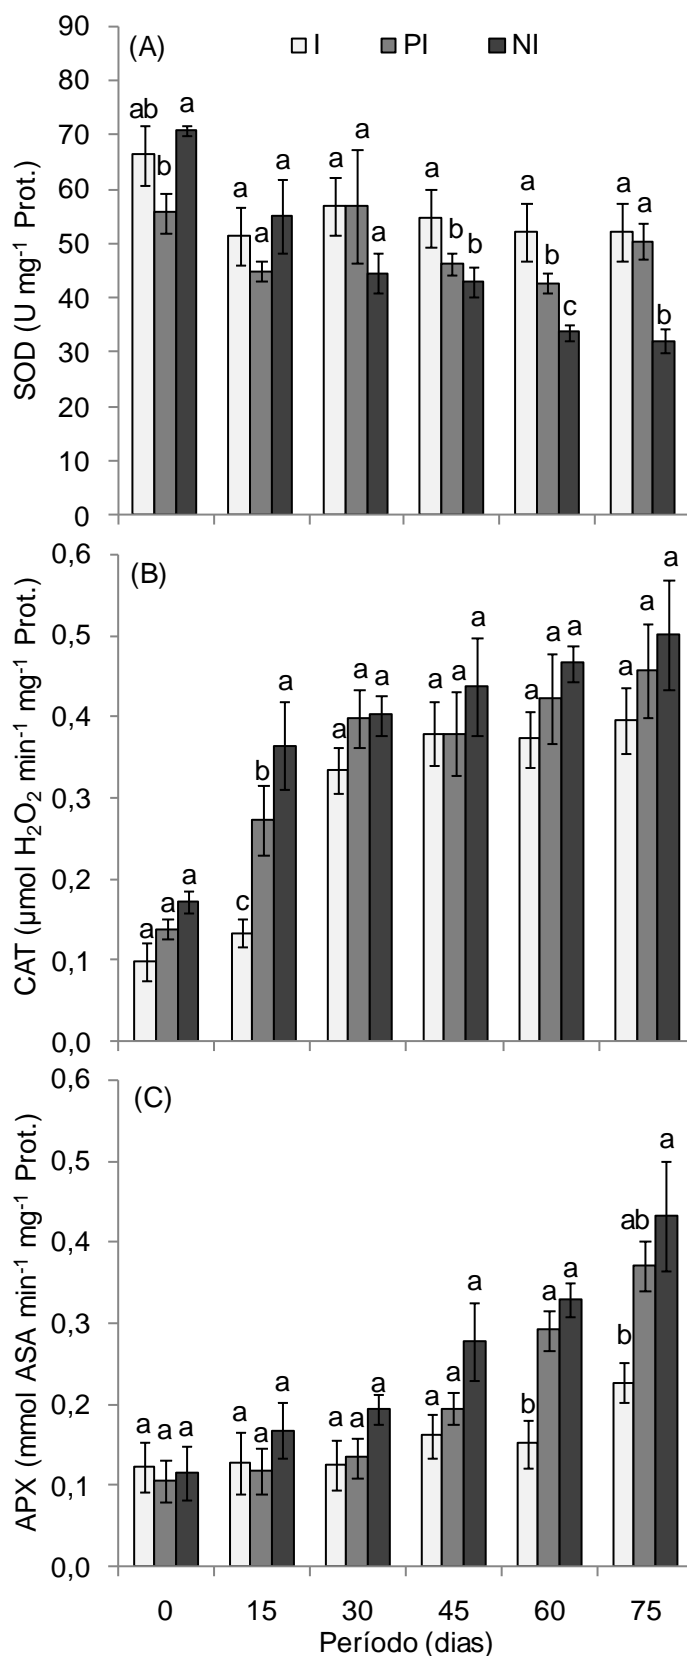 (A) I PI NI
SOD (U mg⁻¹ Prot.)
90
80
70
60
50
40
30
20
10
0
ab b a
a a a
a a a
a b b
a b c
a a b
(B)
CAT (µmol H₂O₂ min⁻¹ mg⁻¹ Prot.)
0,6
0,5
0,4
0,3
0,2
0,1
0,0
a a a
c b a
a a a
a a a
a a a
a a a
(C)
APX (mmol ASA min⁻¹ mg⁻¹ Prot.)
0,6
0,5
0,4
0,3
0,2
0,1
0,0
a a a
a a a
a a a
a a a
b a a
b ab a
0 15 30 45 60 75
Período (dias)